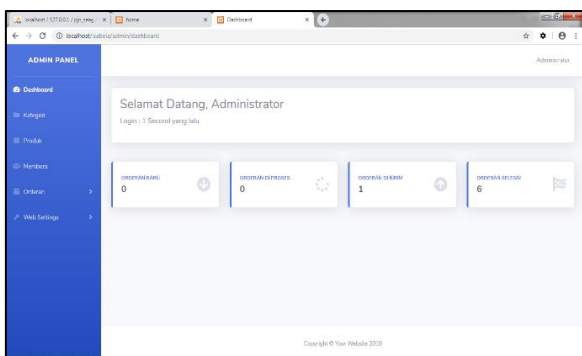 localhost / 127.0.0.1 / pjn_seng /
home
Dashboard
localhost/isabela/admin/dashboard
ADMIN PANEL
Administrator
Dashboard
Selamat Datang, Administrator
Login : 1 Second yang lalu
Kategori
Produk
Members
Orderan
Web Settings
ORDERAN BARU
0
ORDERAN DI PROSES
0
ORDERAN DI KIRIM
1
ORDERAN SELESAI
6
Copyright © Your Website 2019